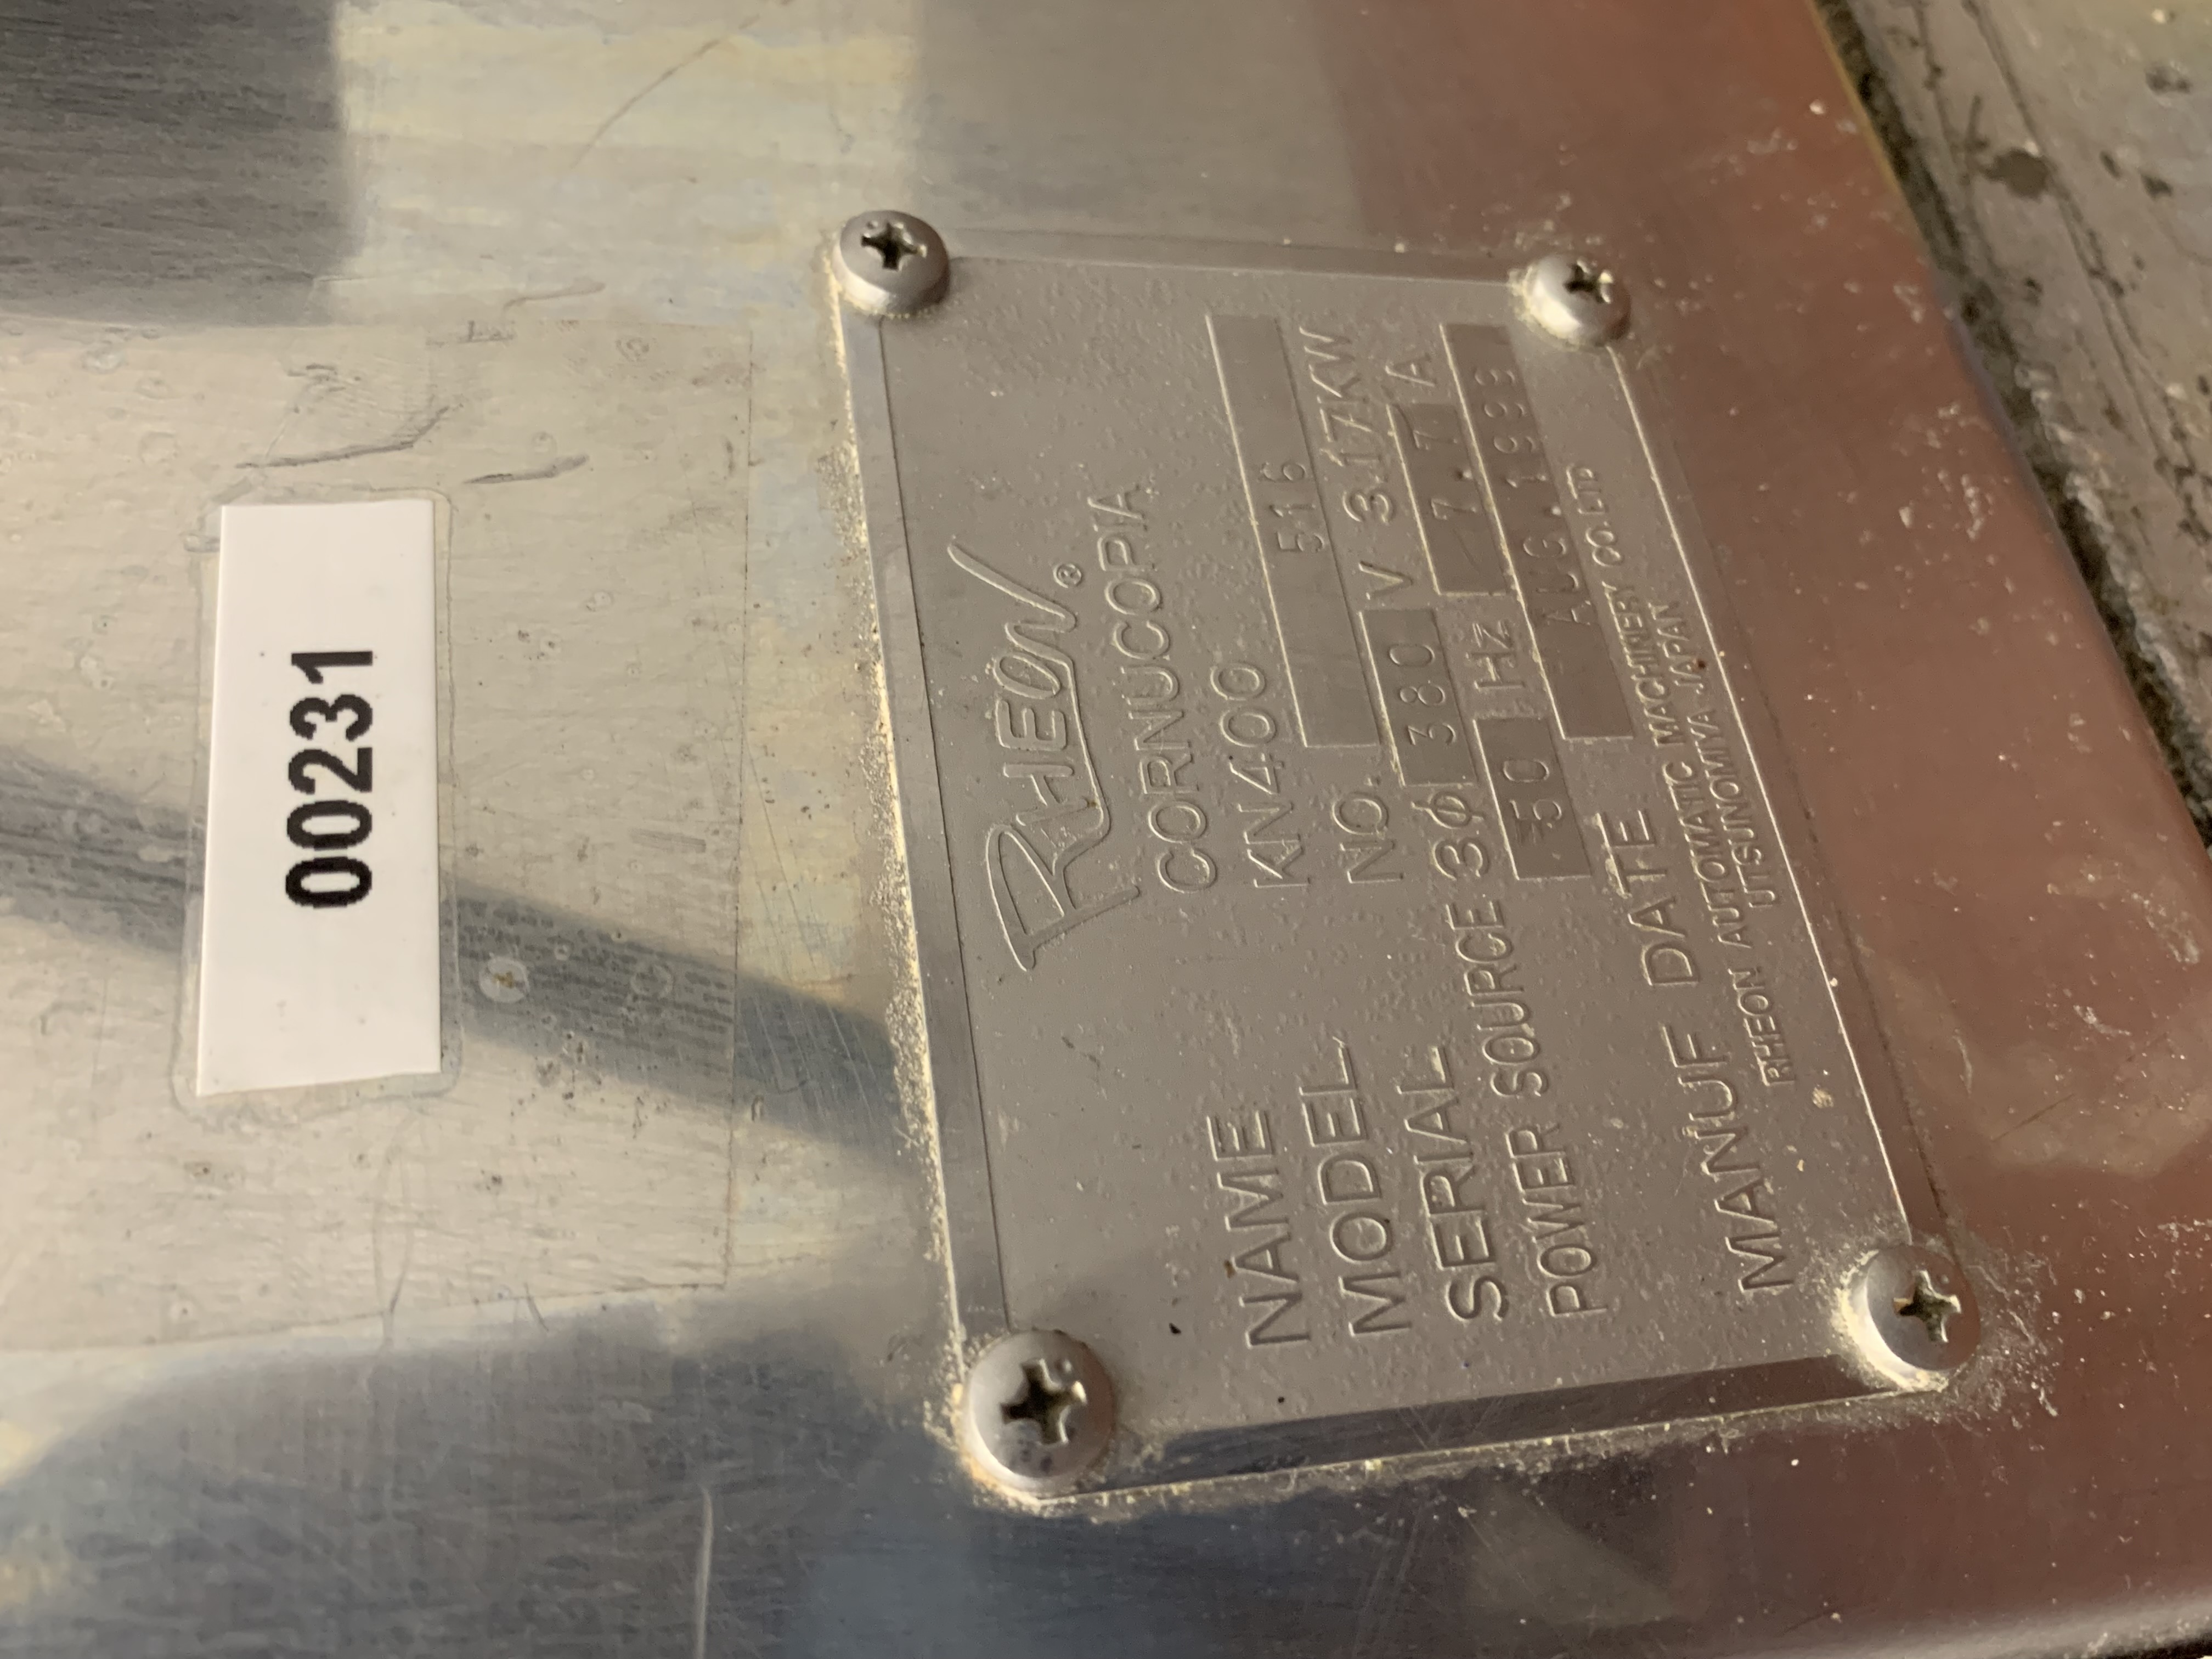 00231
RHEON®
NAME CORNUCOPIA
MODEL KN400
SERIAL NO. 516
POWER SOURCE 3ϕ 380 V 3.17KW
50 HZ 7.7 A
MANUF DATE AUG.1993
RHEON AUTOMATIC MACHINERY CO.LTD
UTSUNOMIYA JAPAN